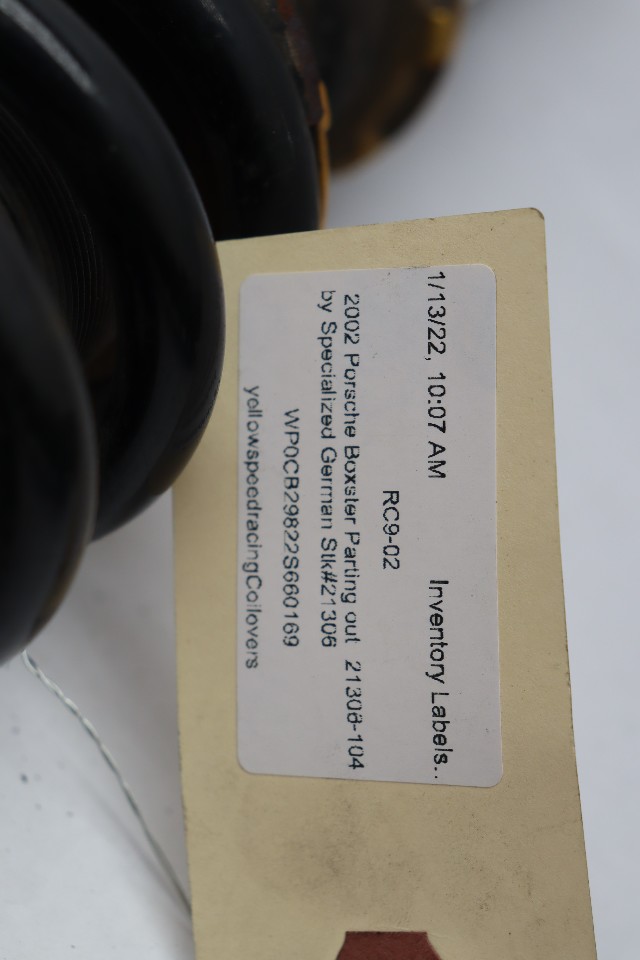 1/13/22, 10:07 AM Inventory Labels..
RC9-02
2002 Porsche Boxster Parting out 21306-104
by Specialized German Stk#21306
WP0CB29822S660169
yellowspeedracingCoilovers